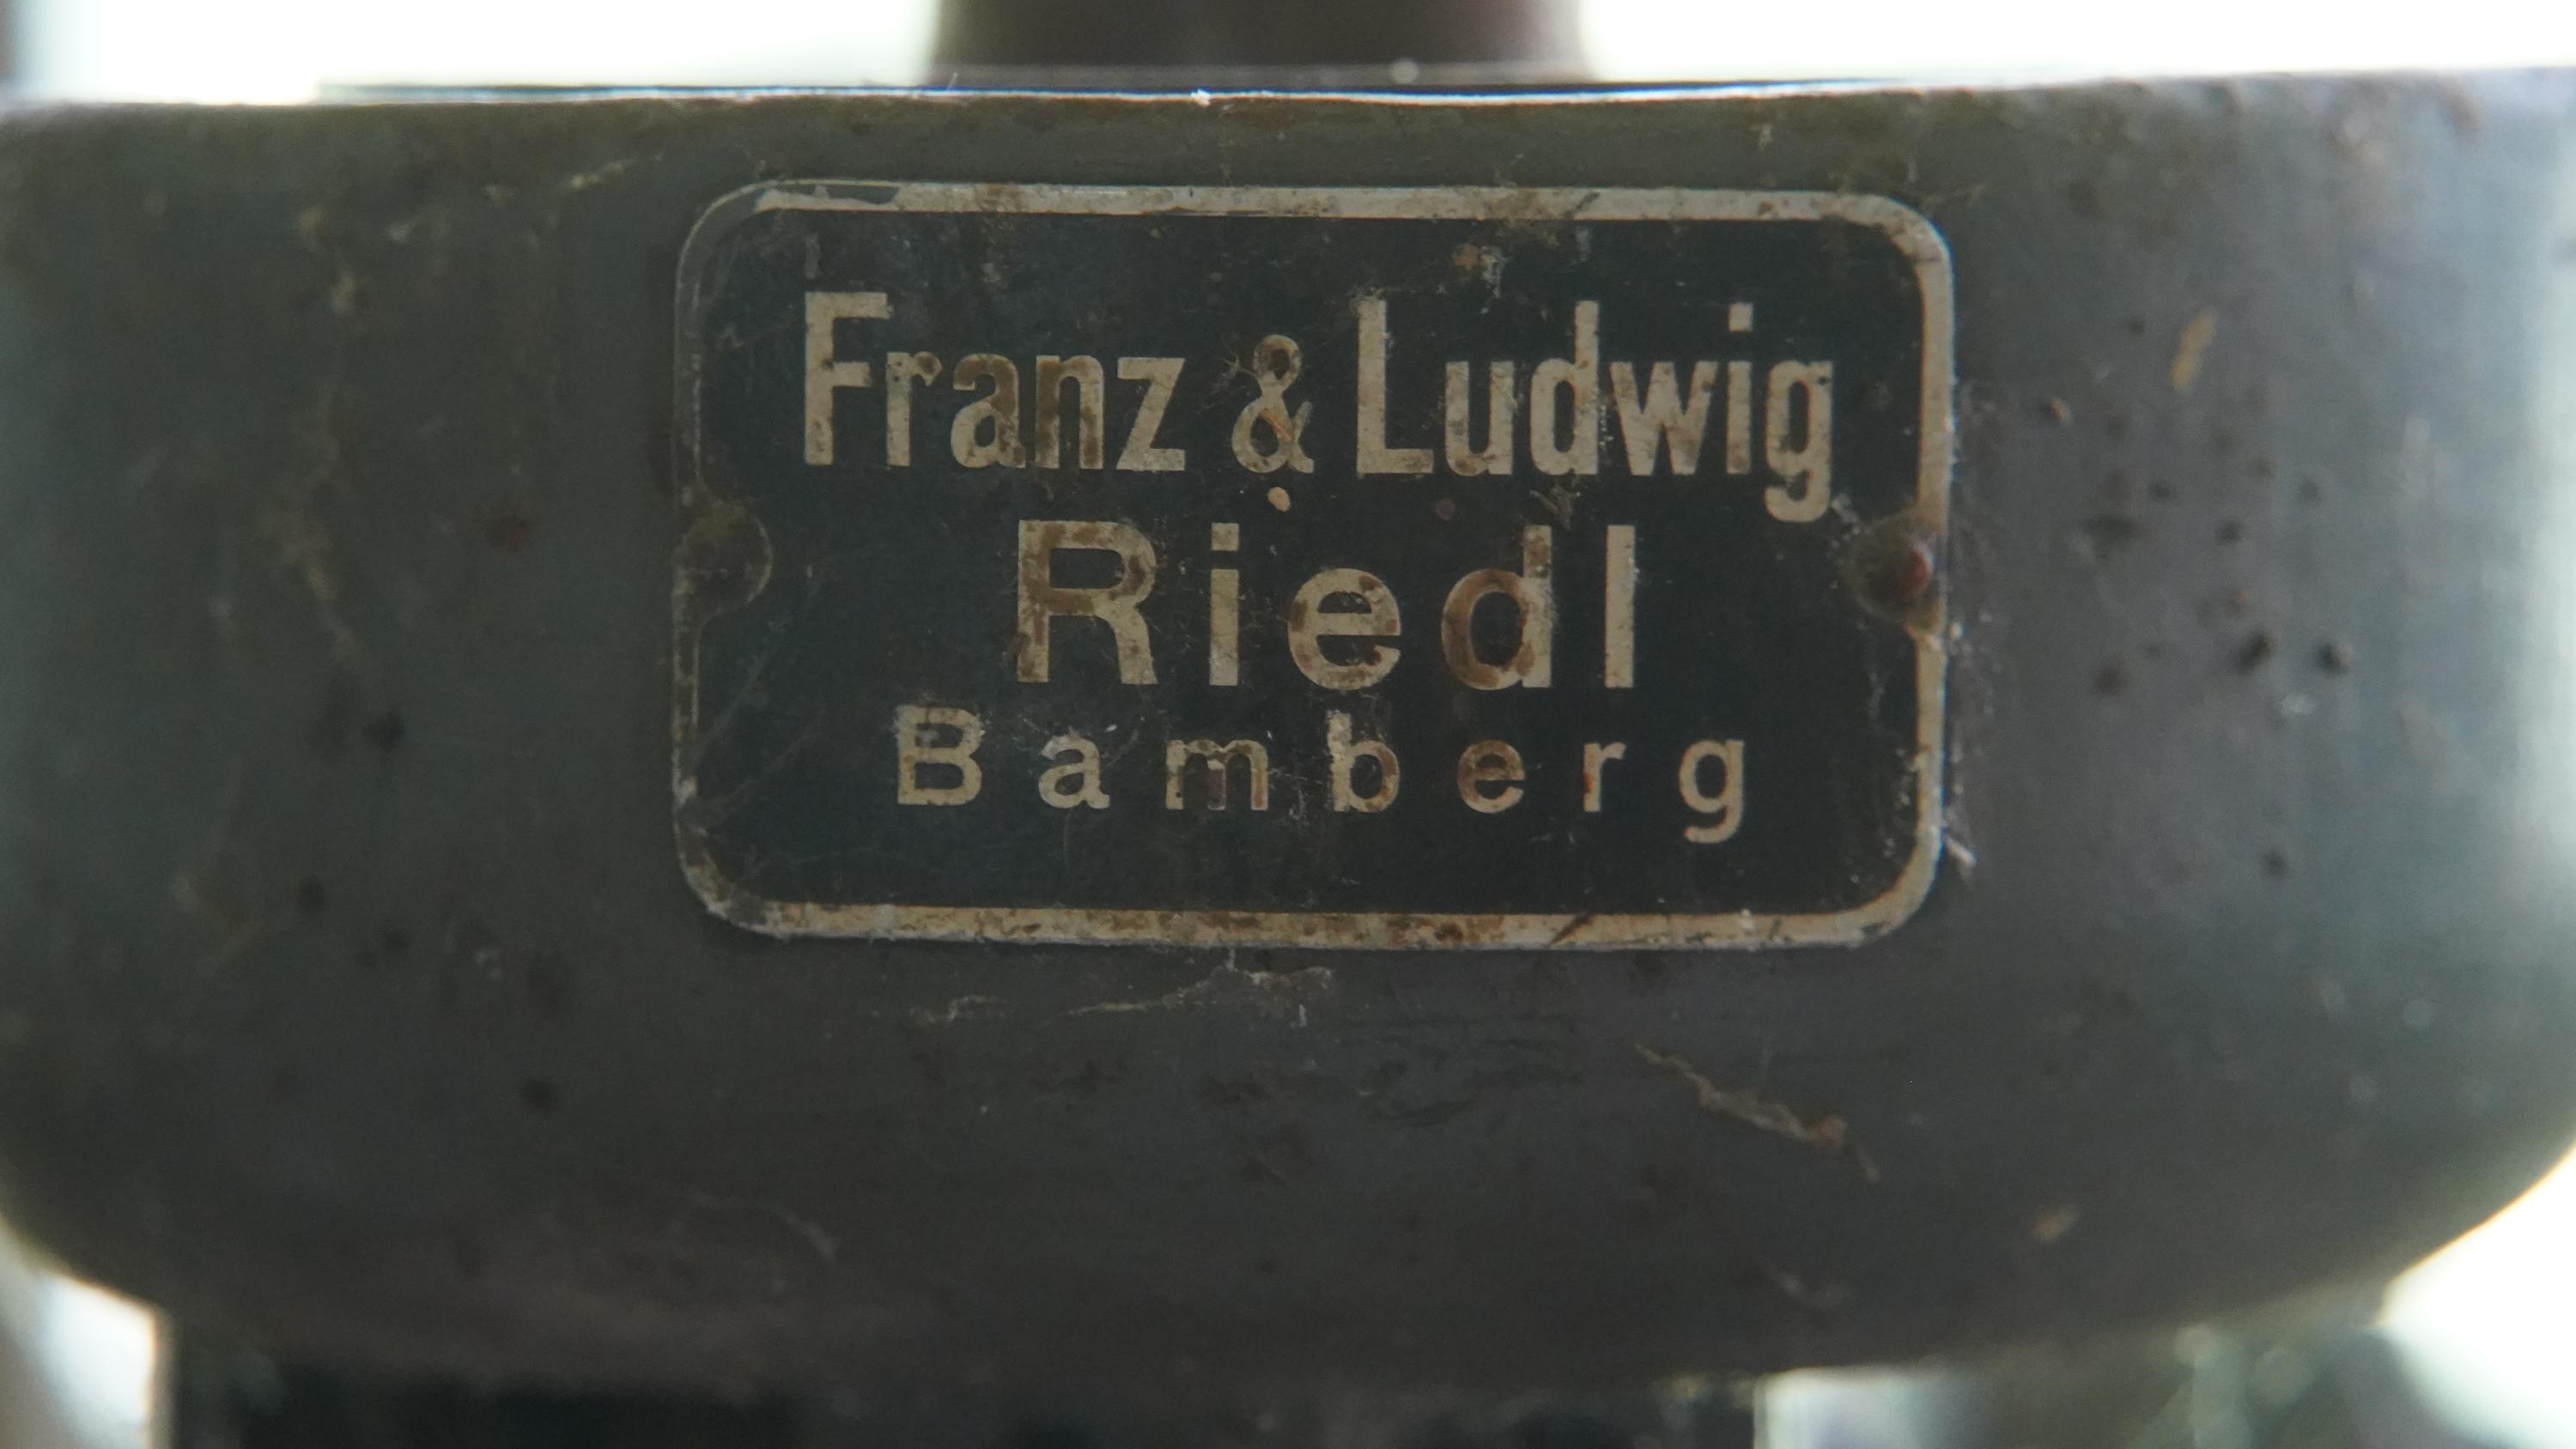 Franz & Ludwig
Riedl
Bamberg